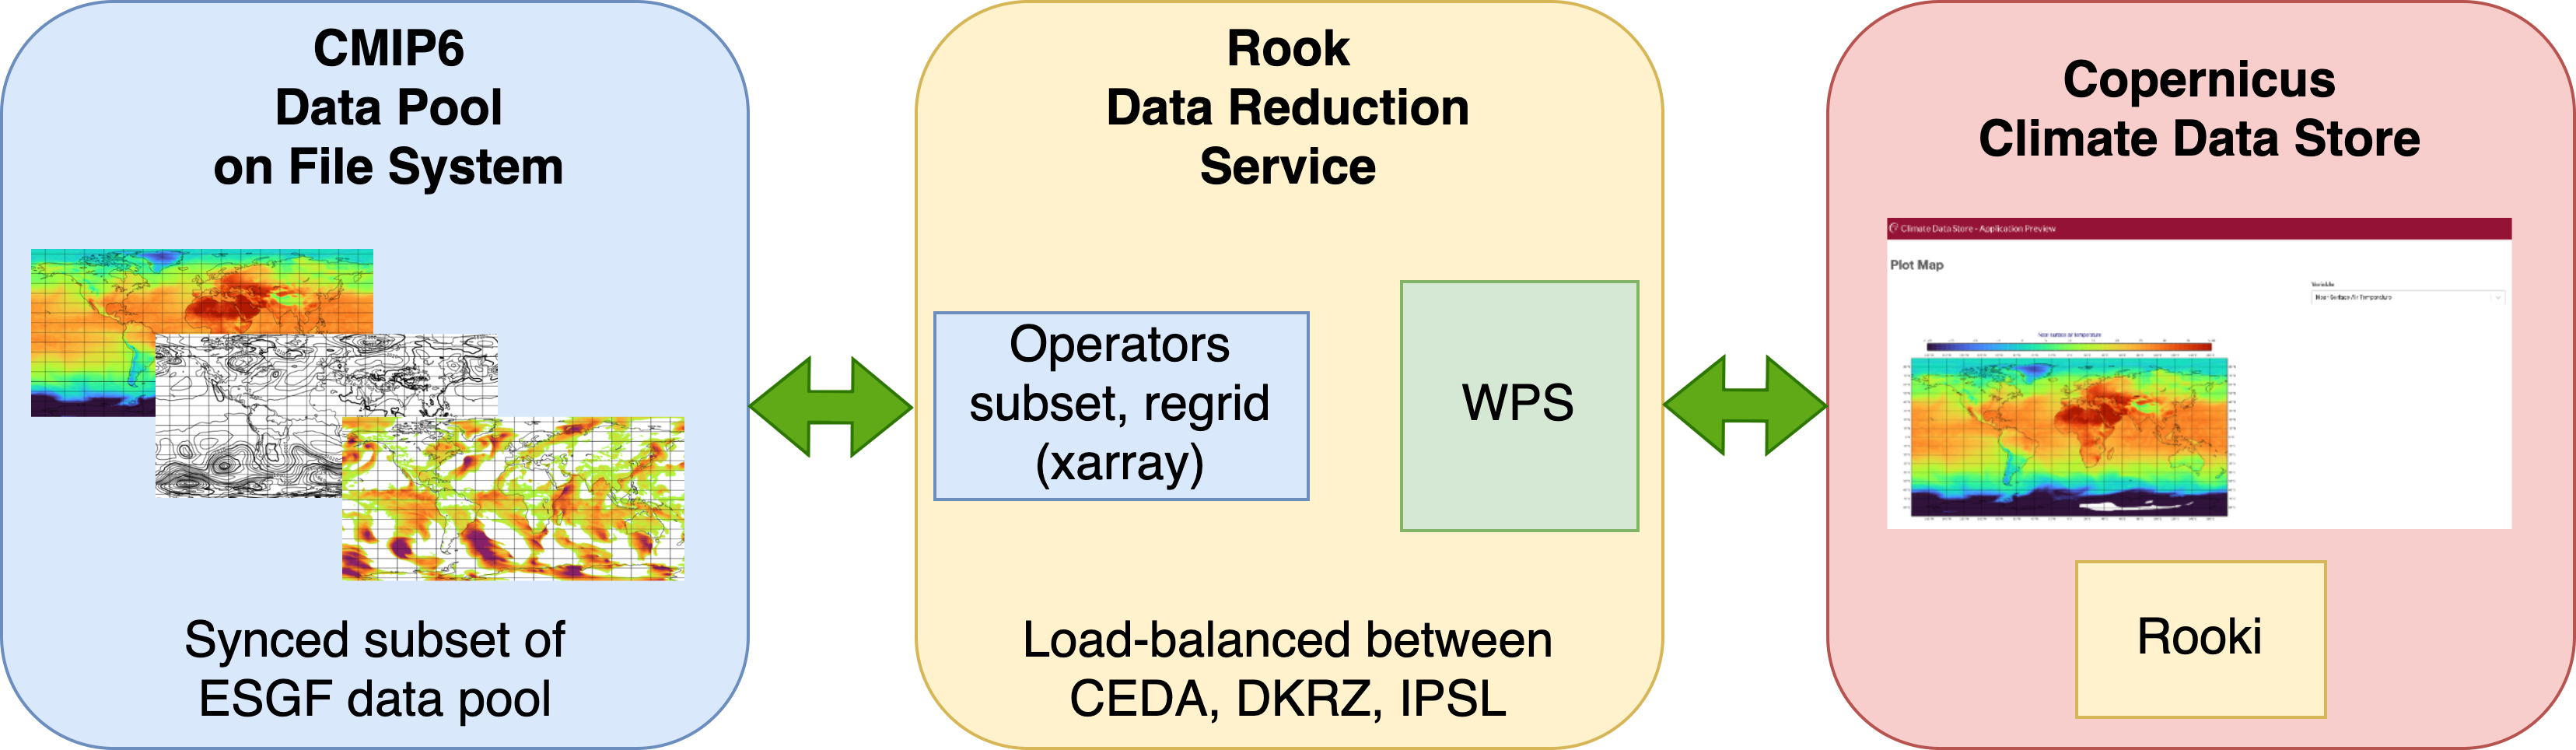 CMIP6
Data Pool
on File System
Synced subset of
ESGF data pool
Rook
Data Reduction
Service
Operators
subset, regrid
(xarray)
WPS
Load-balanced between
CEDA, DKRZ, IPSL
Copernicus
Climate Data Store
Climate Data Store - Application Preview
Plot Map
Variable
Near-Surface Air Temperature
Near-surface air temperature
Rooki